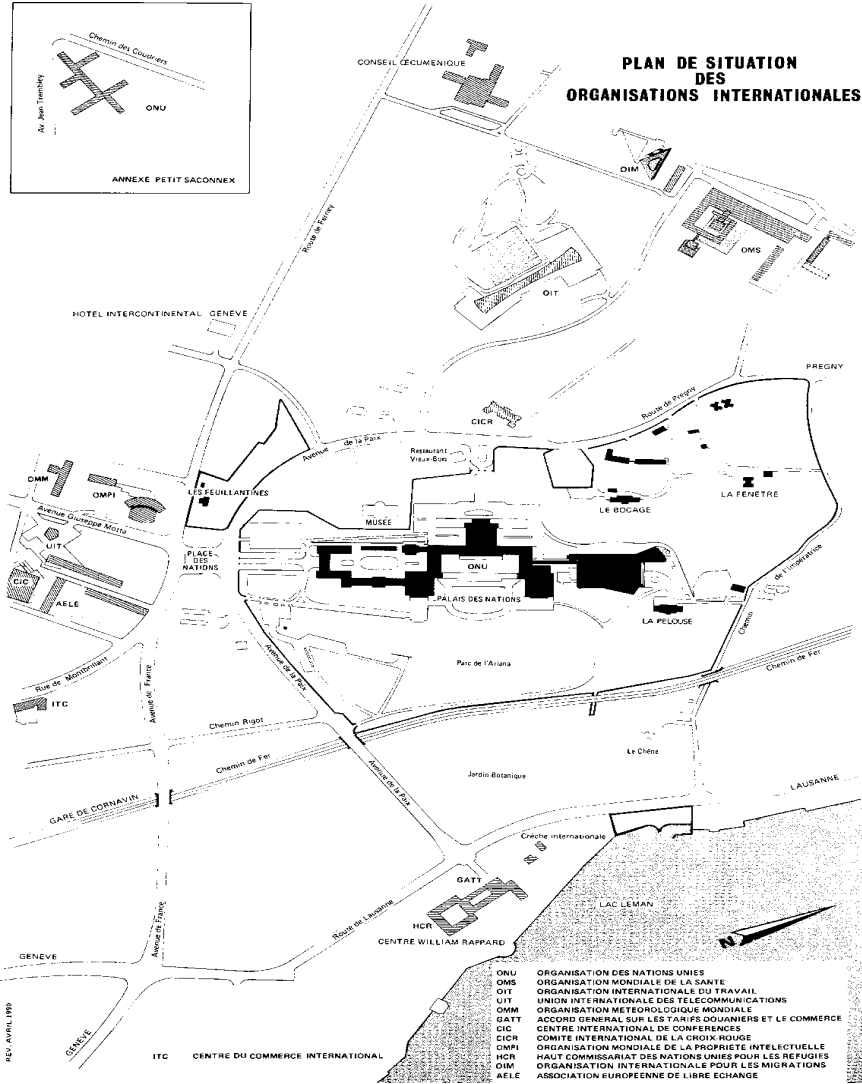 Chemin des Coudriers
Av. Jean Trembley
ONU
ANNEXE PETIT SACONNEX
CONSEIL ŒCUMENIQUE
PLAN DE SITUATION
DES
ORGANISATIONS INTERNATIONALES
OIM
OMS
Route de Ferney
OIT
HOTEL INTERCONTINENTAL GENEVE
PREGNY
Route de Pregny
CICR
Avenue de la Paix
Restaurant
Vieux-Bois
OMM
OMPI
LES FEUILLANTINES
LA FENETRE
LE BOCAGE
Avenue Giuseppe Motta
MUSÉE
UIT
PLACE
DES
NATIONS
ONU
CIC
AELE
PALAIS DES NATIONS
Chemin de l'Impératrice
LA PELOUSE
Parc de l'Ariana
Chemin de Fer
Rue de Montbrillant
Avenue de France
Avenue de la Paix
ITC
Chemin Rigot
Chemin de Fer
Le Chêne
Jardin Botanique
Avenue de la Paix
LAUSANNE
GARE DE CORNAVIN
Crèche internationale
GATT
LAC LEMAN
Route de Lausanne
HCR
CENTRE WILLIAM RAPPARD
Avenue de France
N
GENEVE
GENEVE
ONU ORGANISATION DES NATIONS UNIES
OMS ORGANISATION MONDIALE DE LA SANTE
OIT ORGANISATION INTERNATIONALE DU TRAVAIL
UIT UNION INTERNATIONALE DES TELECOMMUNICATIONS
OMM ORGANISATION METEOROLOGIQUE MONDIALE
GATT ACCORD GENERAL SUR LES TARIFS DOUANIERS ET LE COMMERCE
CIC CENTRE INTERNATIONAL DE CONFERENCES
CICR COMITE INTERNATIONAL DE LA CROIX-ROUGE
OMPI ORGANISATION MONDIALE DE LA PROPRIETE INTELECTUELLE
HCR HAUT COMMISSARIAT DES NATIONS UNIES POUR LES REFUGIES
OIM ORGANISATION INTERNATIONALE POUR LES MIGRATIONS
AELE ASSOCIATION EUROPEENNE DE LIBRE ECHANGE
ITC CENTRE DU COMMERCE INTERNATIONAL
REV. AVRIL 1990